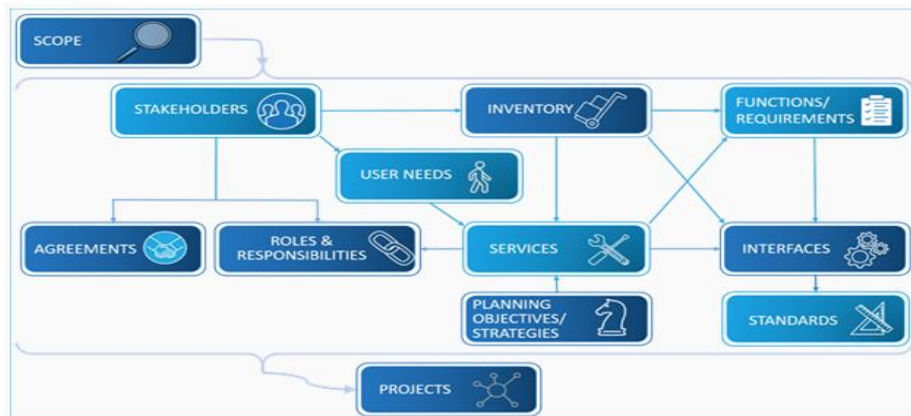 SCOPE
STAKEHOLDERS
INVENTORY
FUNCTIONS/
REQUIREMENTS
USER NEEDS
AGREEMENTS
ROLES &
RESPONSIBILITIES
SERVICES
INTERFACES
PLANNING
OBJECTIVES/
STRATEGIES
STANDARDS
PROJECTS